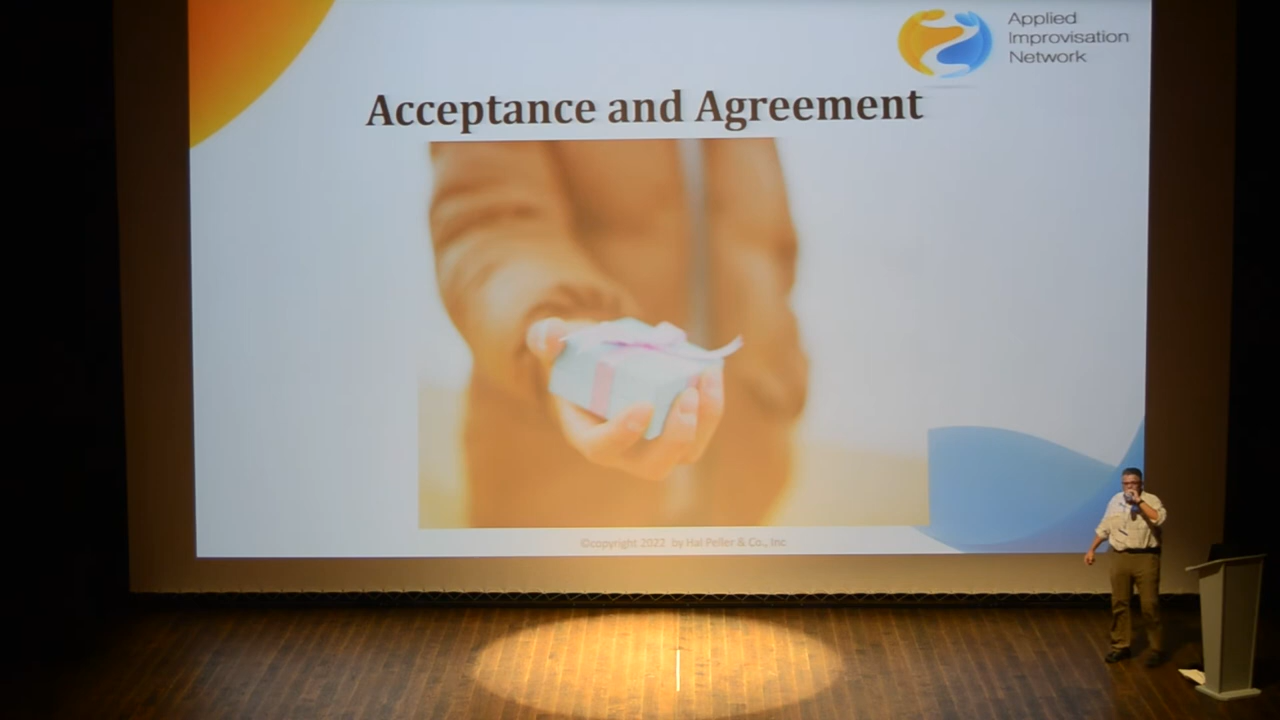 Applied
Improvisation
Network
Acceptance and Agreement
©copyright 2022 by Hal Peller & Co., Inc